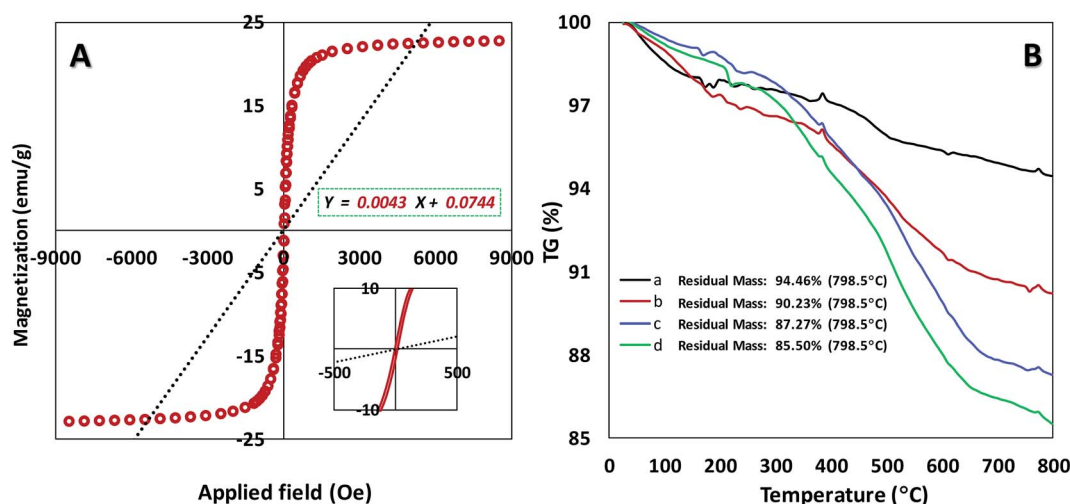 A
Magnetization (emu/g)
25
15
5
-5
-15
-25
-9000 -6000 -3000 0 3000 6000 9000
Y = 0.0043 X + 0.0744
10
-500 500
-10
Applied field (Oe)
B
TG (%)
100
97
94
91
88
85
a Residual Mass: 94.46% (798.5°C)
b Residual Mass: 90.23% (798.5°C)
c Residual Mass: 87.27% (798.5°C)
d Residual Mass: 85.50% (798.5°C)
0 100 200 300 400 500 600 700 800
Temperature (°C)